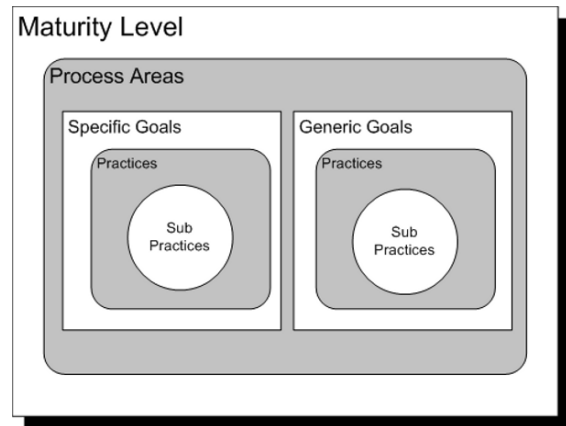 Maturity Level
Process Areas
Specific Goals
Practices
Sub
Practices
Generic Goals
Practices
Sub
Practices